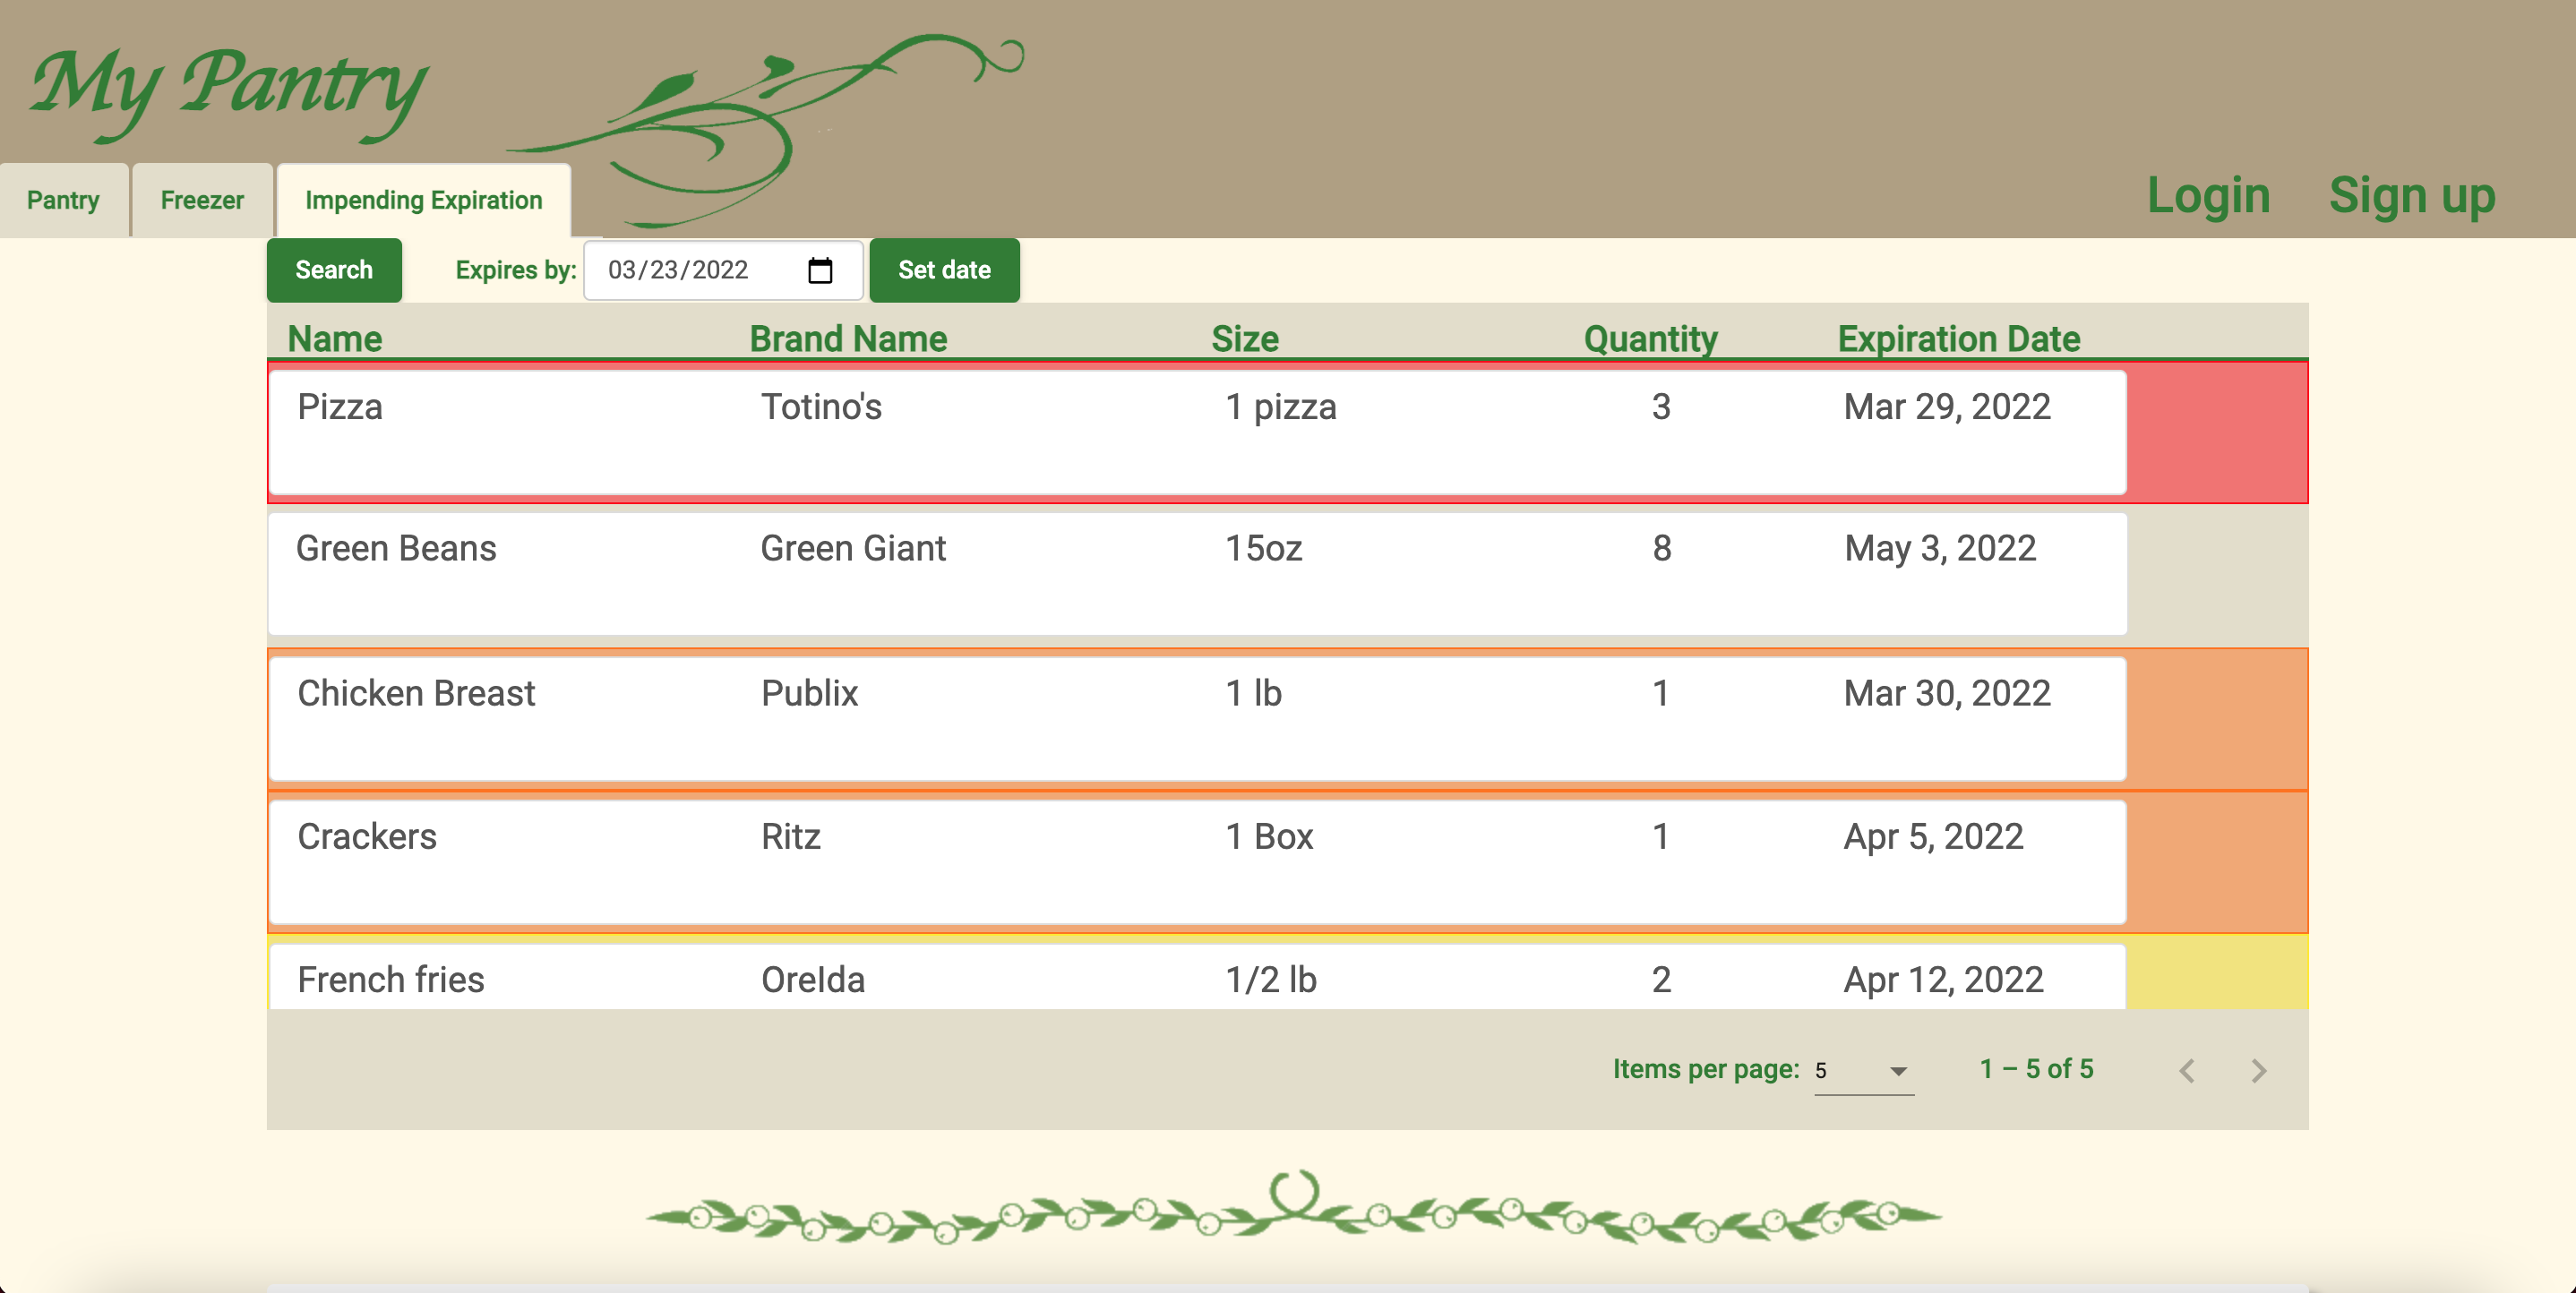 My Pantry
Pantry Freezer Impending Expiration Login Sign up
Search Expires by: 03/23/2022 Set date
Name Brand Name Size Quantity Expiration Date
Pizza Totino's 1 pizza 3 Mar 29, 2022
Green Beans Green Giant 15oz 8 May 3, 2022
Chicken Breast Publix 1 lb 1 Mar 30, 2022
Crackers Ritz 1 Box 1 Apr 5, 2022
French fries OreIda 1/2 lb 2 Apr 12, 2022
Items per page: 5 1 – 5 of 5